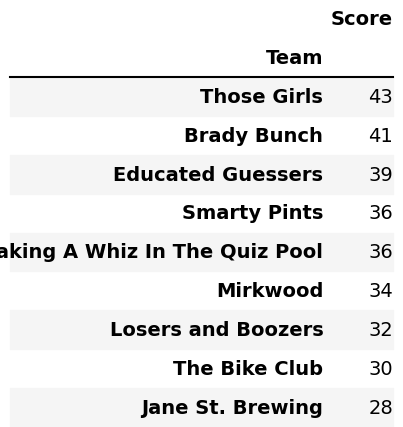 Score
Team
Those Girls 43
Brady Bunch 41
Educated Guessers 39
Smarty Pints 36
aking A Whiz In The Quiz Pool 36
Mirkwood 34
Losers and Boozers 32
The Bike Club 30
Jane St. Brewing 28